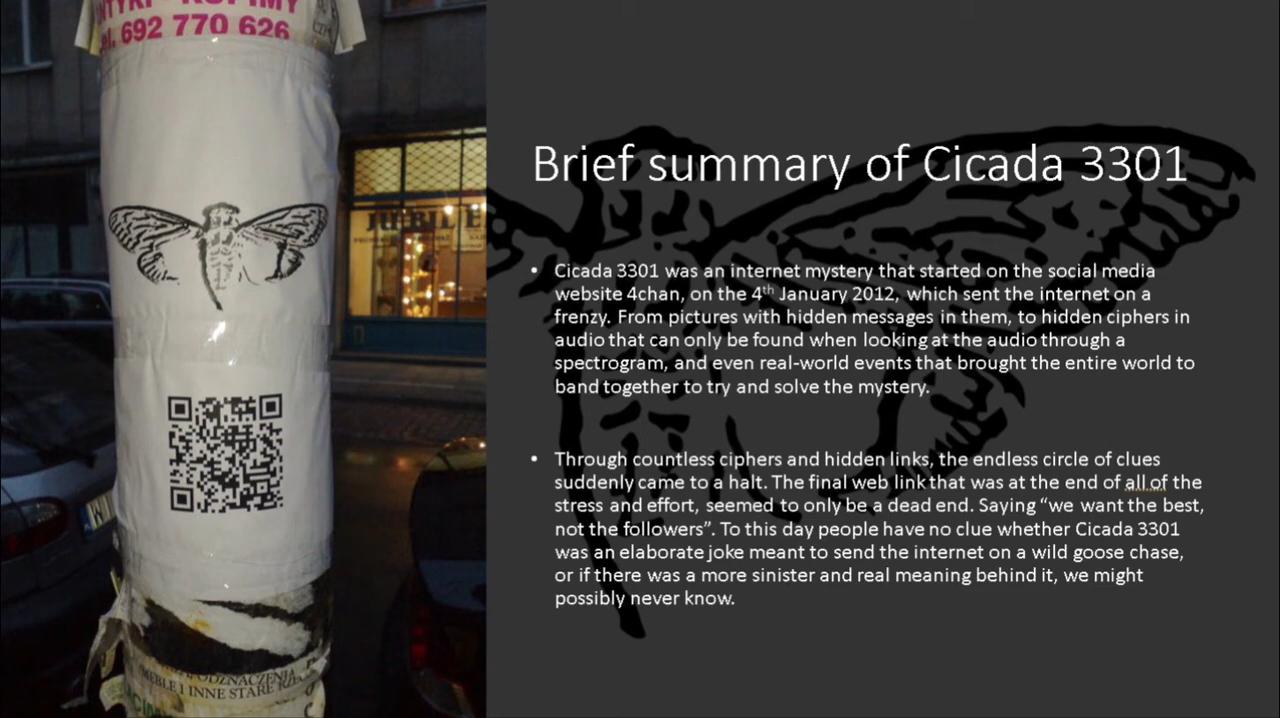 ANTYKI - KUPIMY
tel. 692 770 626
JUBILE
Brief summary of Cicada 3301
• Cicada 3301 was an internet mystery that started on the social media
website 4chan, on the 4th January 2012, which sent the internet on a
frenzy. From pictures with hidden messages in them, to hidden ciphers in
audio that can only be found when looking at the audio through a
spectrogram, and even real-world events that brought the entire world to
band together to try and solve the mystery.
• Through countless ciphers and hidden links, the endless circle of clues
suddenly came to a halt. The final web link that was at the end of all of the
stress and effort, seemed to only be a dead end. Saying “we want the best,
not the followers”. To this day people have no clue whether Cicada 3301
was an elaborate joke meant to send the internet on a wild goose chase,
or if there was a more sinister and real meaning behind it, we might
possibly never know.
ODZNACZENIA
MEBLE I INNE STARE